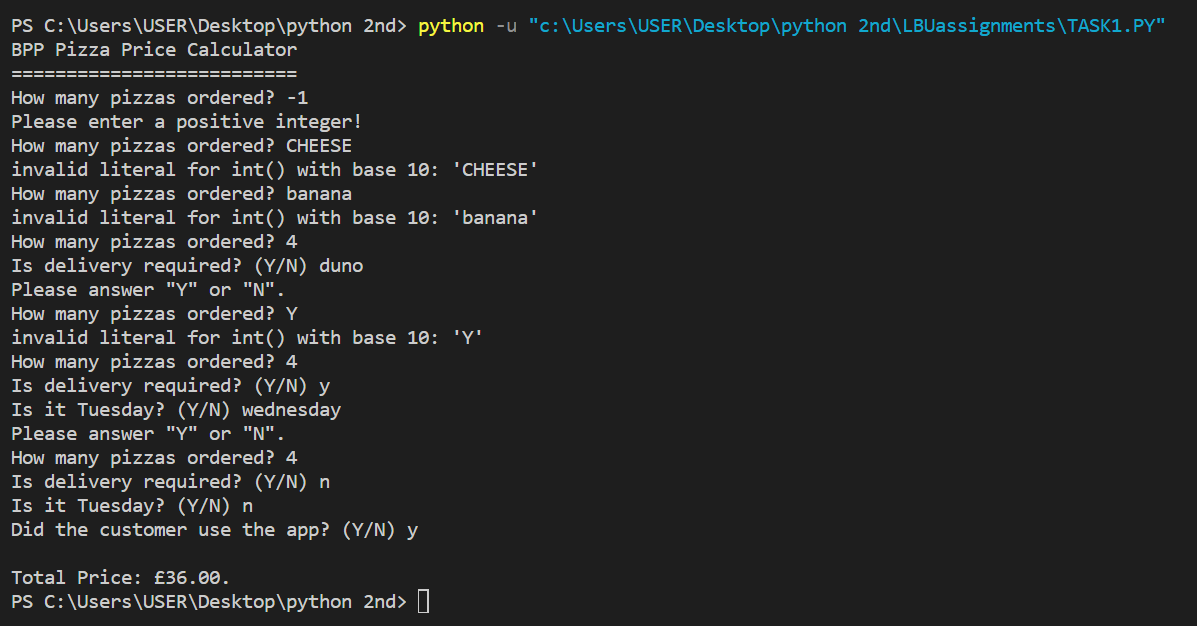 PS C:\Users\USER\Desktop\python 2nd> python -u "c:\Users\USER\Desktop\python 2nd\LBUassignments\TASK1.PY"
BPP Pizza Price Calculator
==========================
How many pizzas ordered? -1
Please enter a positive integer!
How many pizzas ordered? CHEESE
invalid literal for int() with base 10: 'CHEESE'
How many pizzas ordered? banana
invalid literal for int() with base 10: 'banana'
How many pizzas ordered? 4
Is delivery required? (Y/N) duno
Please answer "Y" or "N".
How many pizzas ordered? Y
invalid literal for int() with base 10: 'Y'
How many pizzas ordered? 4
Is delivery required? (Y/N) y
Is it Tuesday? (Y/N) wednesday
Please answer "Y" or "N".
How many pizzas ordered? 4
Is delivery required? (Y/N) n
Is it Tuesday? (Y/N) n
Did the customer use the app? (Y/N) y

Total Price: £36.00.
PS C:\Users\USER\Desktop\python 2nd>